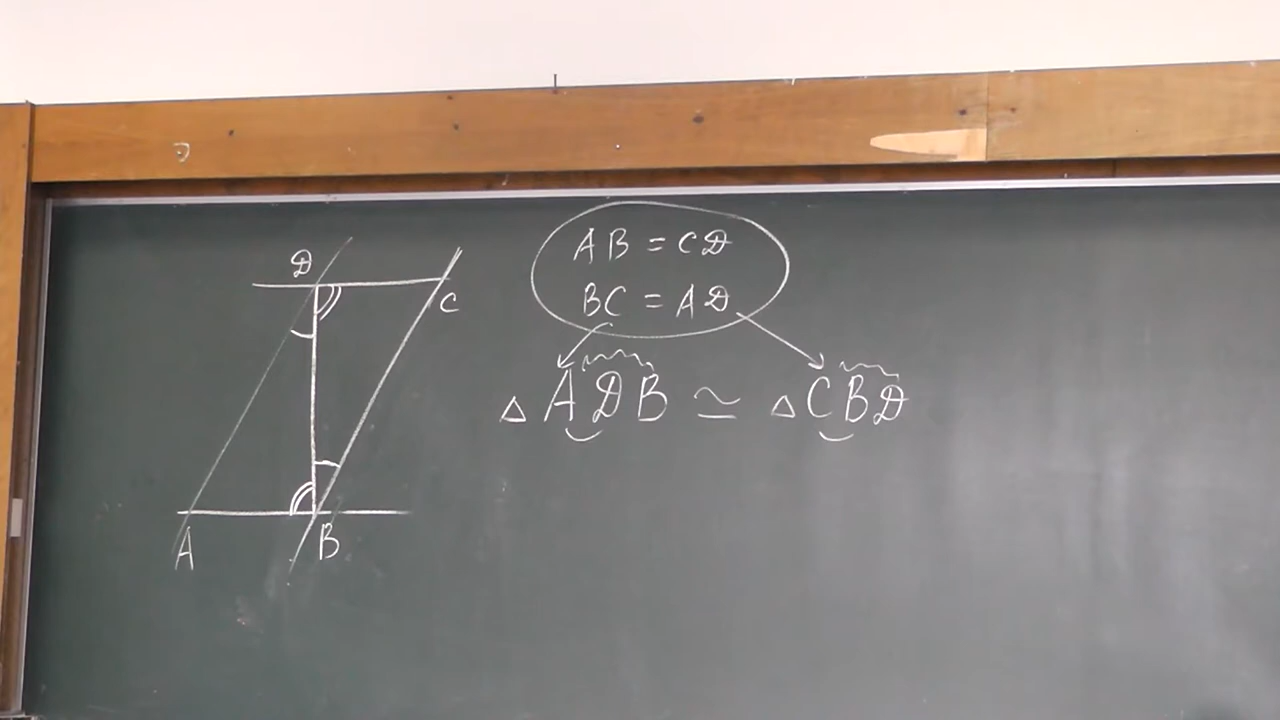 AB = CD
BC = AD
△ ADB ≃ △ CBD
D
C
A
B